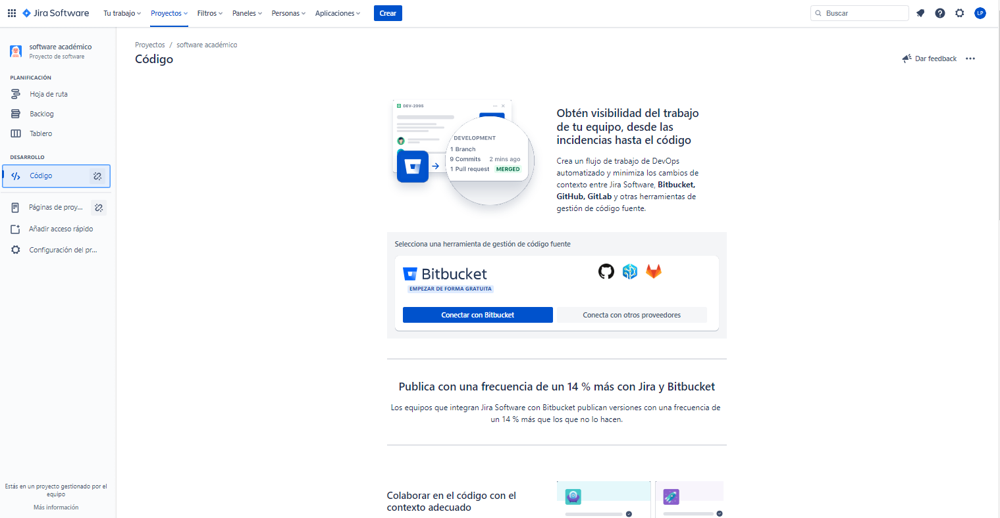 Jira Software
Tu trabajo
Proyectos
Filtros
Paneles
Personas
Aplicaciones
Crear
Buscar
LP
software académico
Proyecto de software
PLANIFICACIÓN
Hoja de ruta
Backlog
Tablero
DESARROLLO
Código
Páginas de proy...
Añadir acceso rápido
Configuración del pr...
Estás en un proyecto gestionado por el
equipo
Más información
Proyectos / software académico
Código
Dar feedback
DEV-2095
DEVELOPMENT
1 Branch
9 Commits 2 mins ago
1 Pull request MERGED
Obtén visibilidad del trabajo
de tu equipo, desde las
incidencias hasta el código
Crea un flujo de trabajo de DevOps
automatizado y minimiza los cambios de
contexto entre Jira Software, Bitbucket,
GitHub, GitLab y otras herramientas de
gestión de código fuente.
Selecciona una herramienta de gestión de código fuente
Bitbucket
EMPEZAR DE FORMA GRATUITA
Conectar con Bitbucket
Conecta con otros proveedores
Publica con una frecuencia de un 14 % más con Jira y Bitbucket
Los equipos que integran Jira Software con Bitbucket publican versiones con una frecuencia de
un 14 % más que los que no lo hacen.
Colaborar en el código con el
contexto adecuado